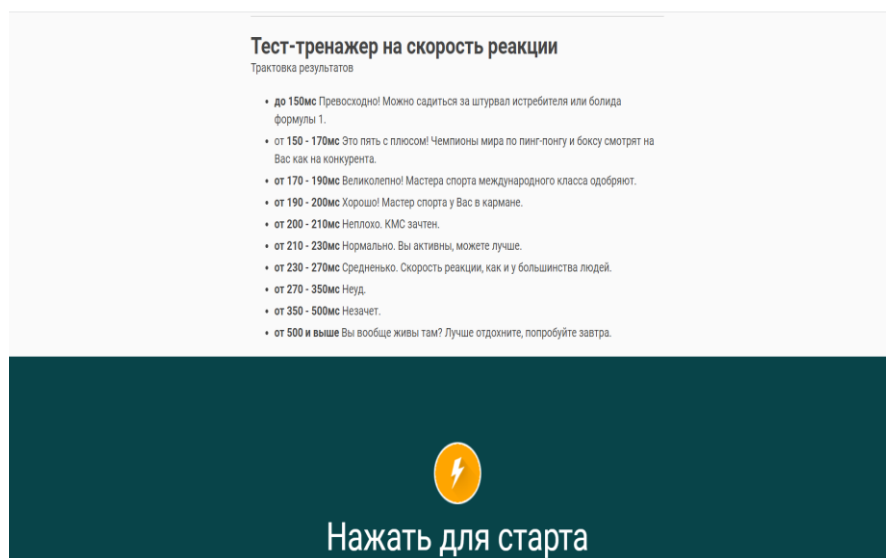 Тест-тренажер на скорость реакции
Трактовка результатов
• до 150мс Превосходно! Можно садиться за штурвал истребителя или болида
формулы 1.
• от 150 - 170мс Это пять с плюсом! Чемпионы мира по пинг-понгу и боксу смотрят на
Вас как на конкурента.
• от 170 - 190мс Великолепно! Мастера спорта международного класса одобряют.
• от 190 - 200мс Хорошо! Мастер спорта у Вас в кармане.
• от 200 - 210мс Неплохо. КМС зачтен.
• от 210 - 230мс Нормально. Вы активны, можете лучше.
• от 230 - 270мс Средненько. Скорость реакции, как и у большинства людей.
• от 270 - 350мс Неуд.
• от 350 - 500мс Незачет.
• от 500 и выше Вы вообще живы там? Лучше отдохните, попробуйте завтра.
Нажать для старта